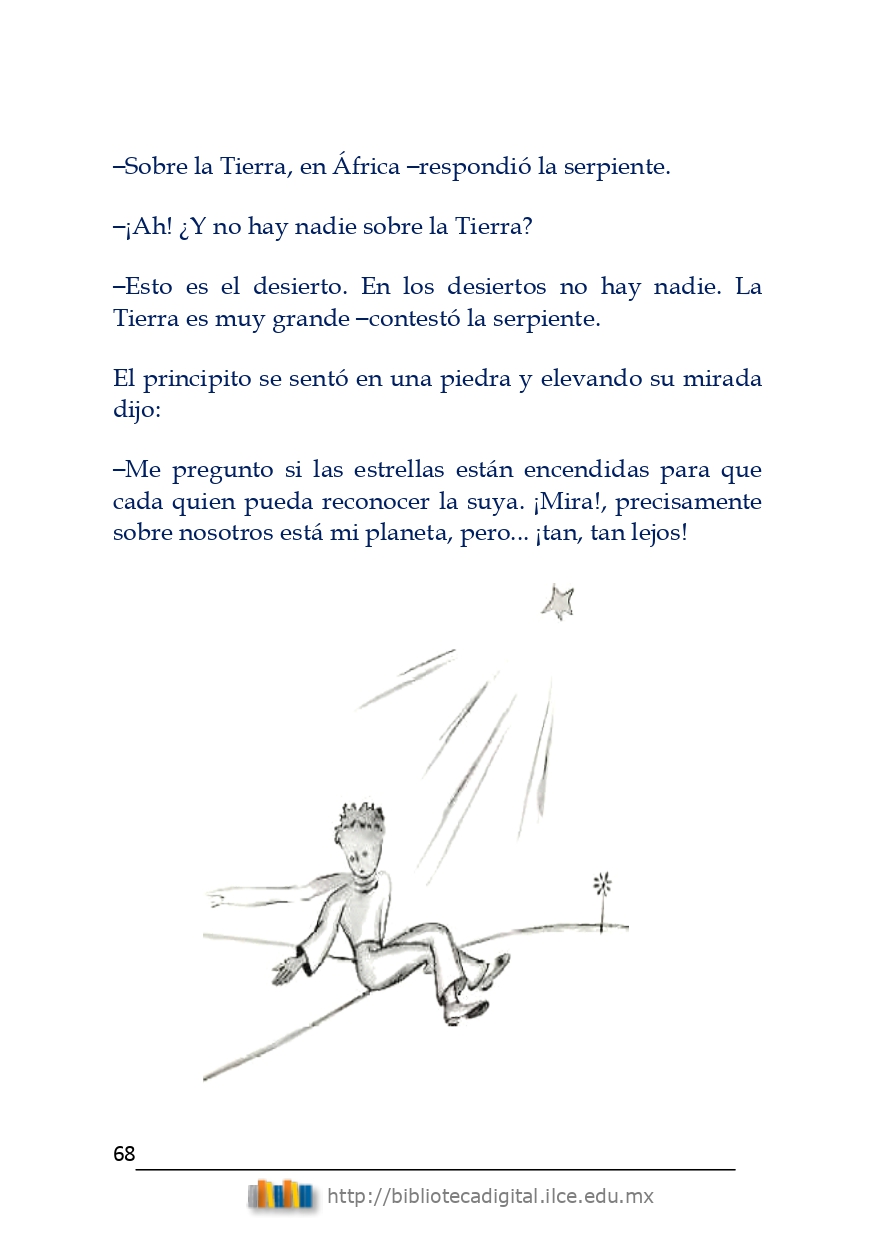 –Sobre la Tierra, en África –respondió la serpiente.
–¡Ah! ¿Y no hay nadie sobre la Tierra?
–Esto es el desierto. En los desiertos no hay nadie. La
Tierra es muy grande –contestó la serpiente.
El principito se sentó en una piedra y elevando su mirada
dijo:
–Me pregunto si las estrellas están encendidas para que
cada quien pueda reconocer la suya. ¡Mira!, precisamente
sobre nosotros está mi planeta, pero... ¡tan, tan lejos!
68
http://bibliotecadigital.ilce.edu.mx